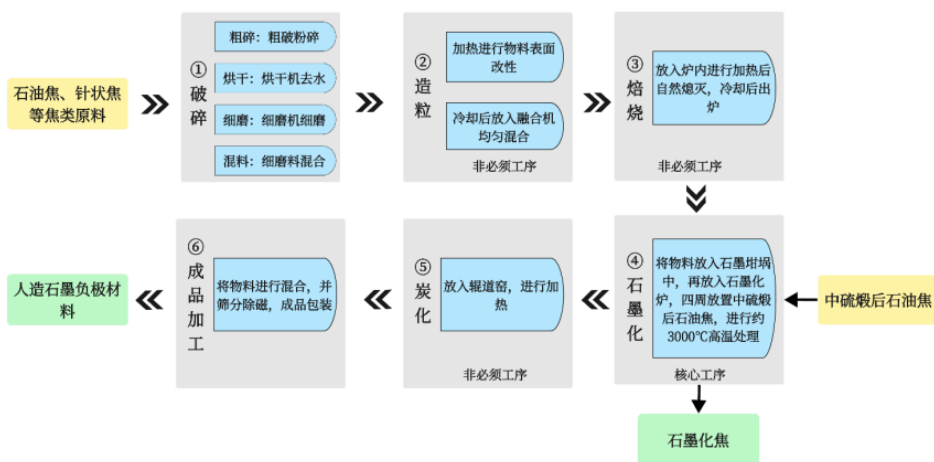 石油焦、针状焦
等焦类原料
①
破
碎
粗碎：粗破粉碎
烘干：烘干机去水
细磨：细磨机细磨
混料：细磨料混合
②
造
粒
加热进行物料表面
改性
冷却后放入融合机
均匀混合
非必须工序
③
焙
烧
放入炉内进行加热后
自然熄灭，冷却后出
炉
非必须工序
④
石
墨
化
将物料放入石墨坩埚
中，再放入石墨化
炉，四周放置中硫煅
后石油焦，进行约
3000℃高温处理
核心工序
中硫煅后石油焦
石墨化焦
⑤
炭
化
放入辊道窑，进行加
热
非必须工序
⑥
成
品
加
工
将物料进行混合，并
筛分除磁，成品包装
人造石墨负极材
料